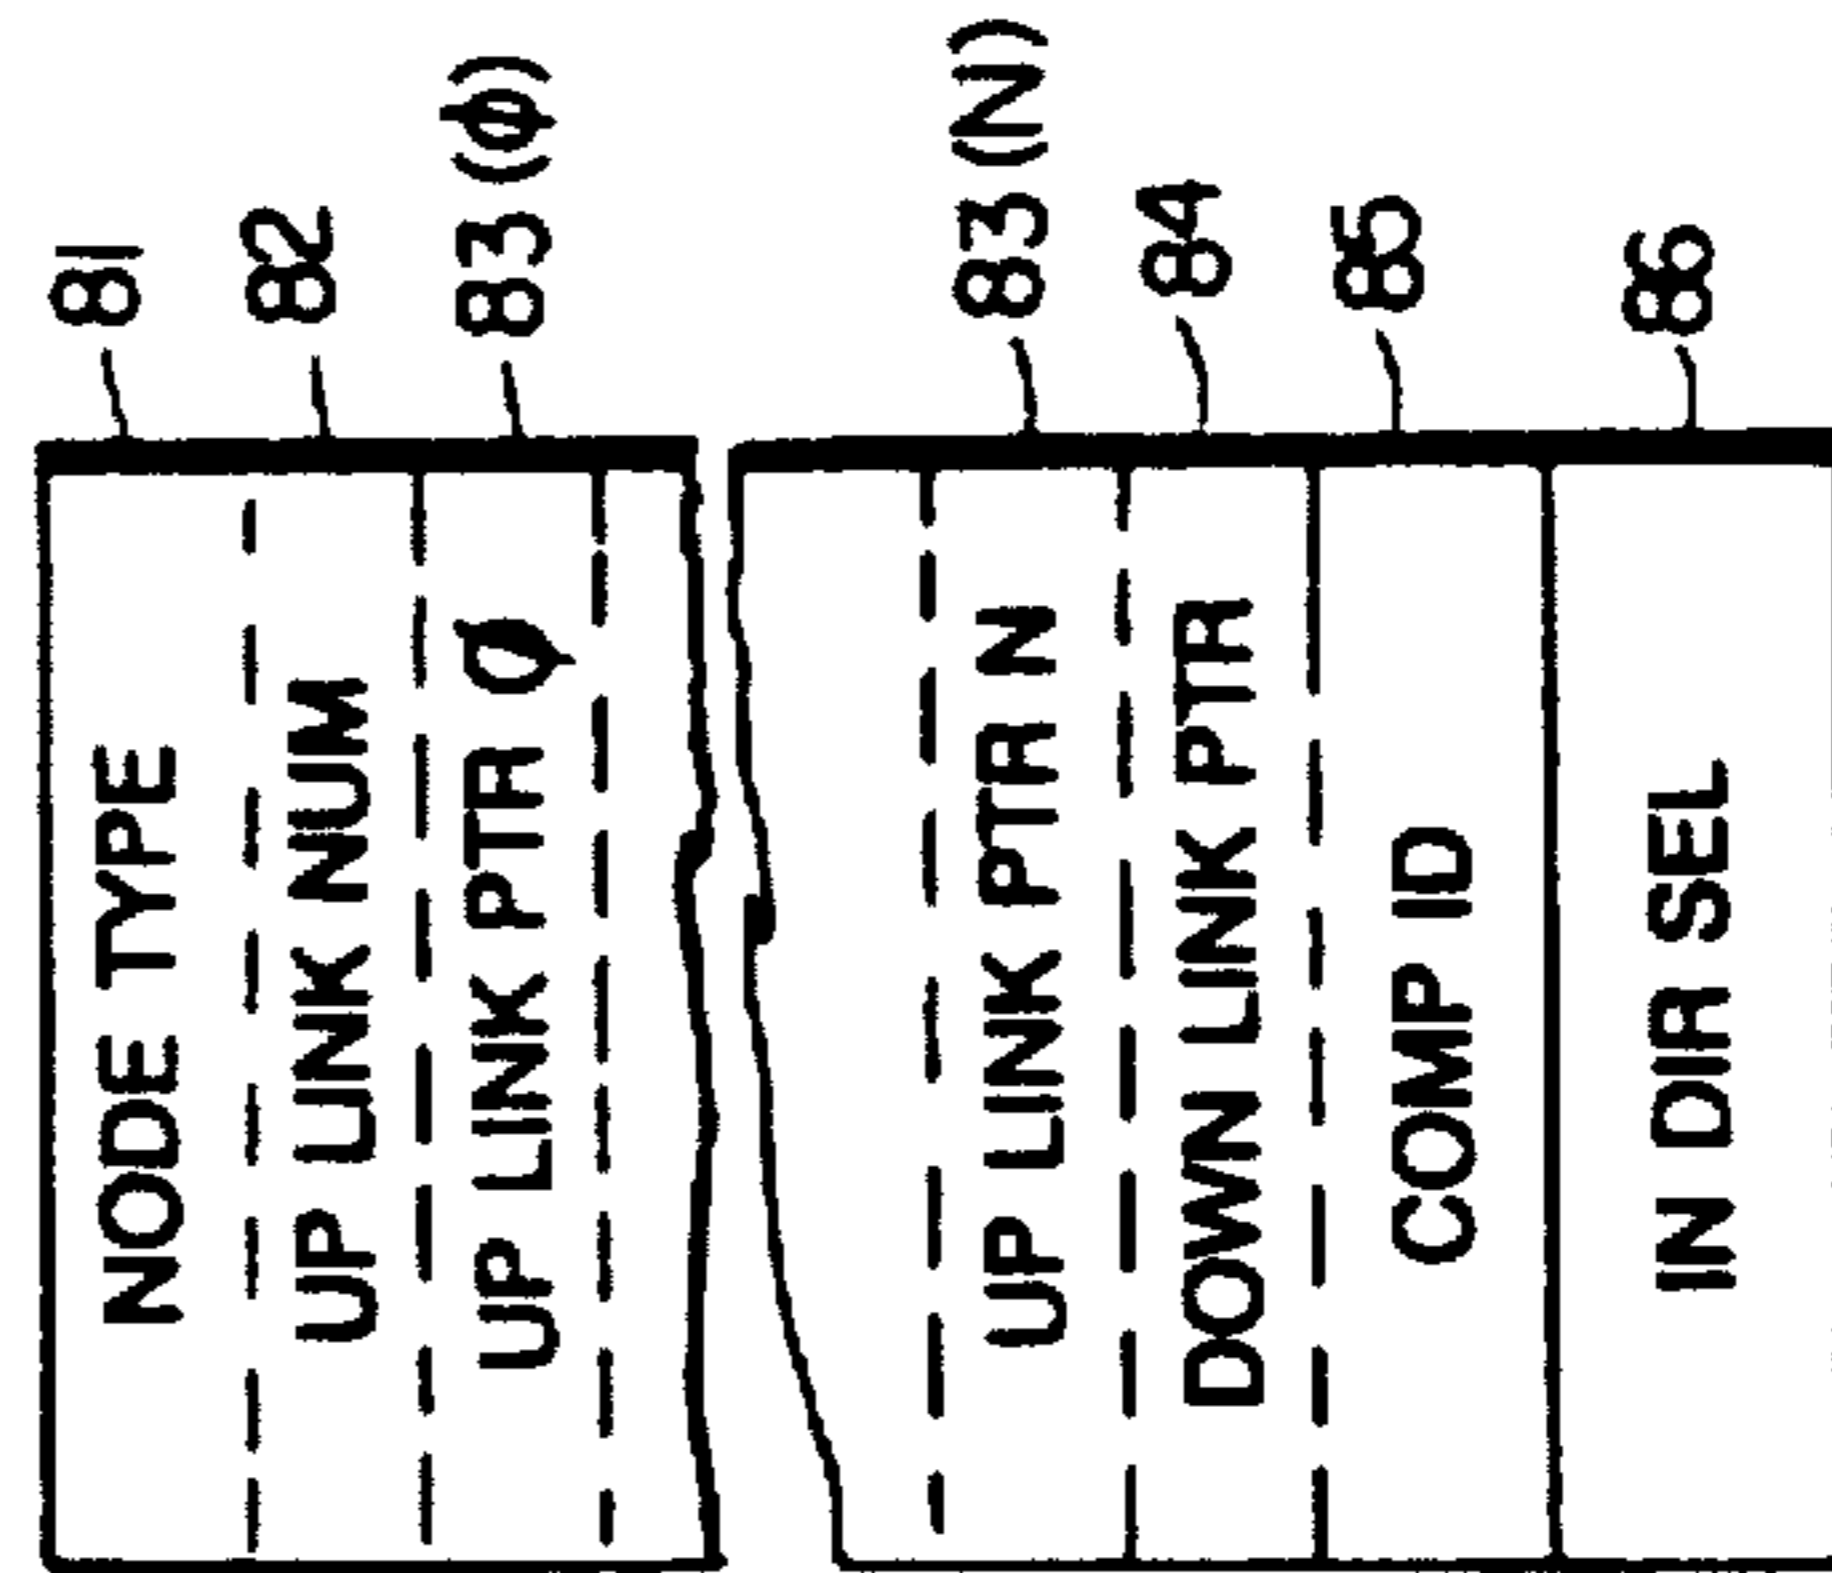 NODE TYPE 81
UP LINK NUM 82
UP LINK PTR Ø 83 (Ø)
UP LINK PTR N 83 (N)
DOWN LINK PTR 84
COMP ID 85
IN DIR SEL 86